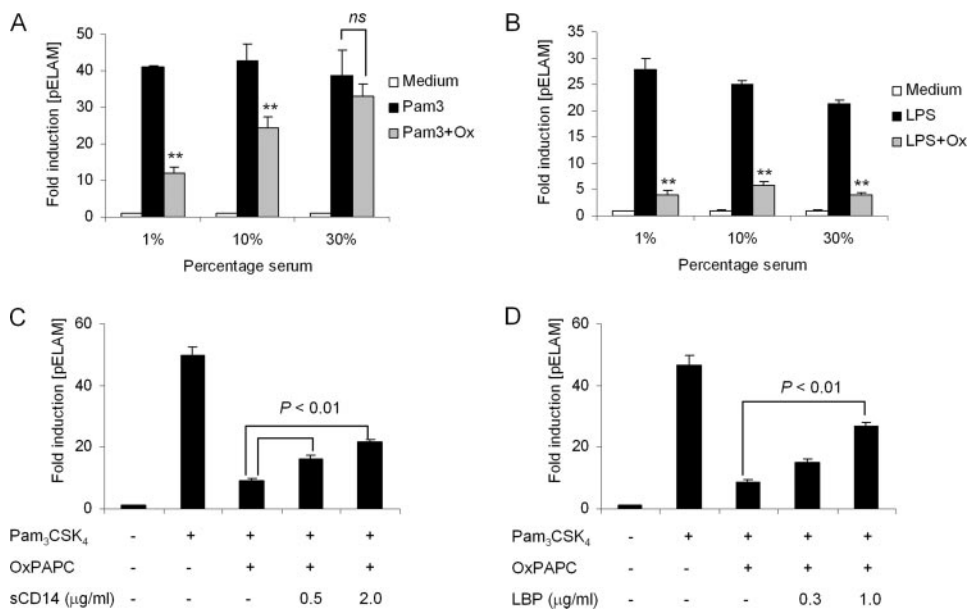 A
Fold induction [pELAM]
50
40
30
20
10
0
**
**
ns
Medium
Pam3
Pam3+Ox
1% 10% 30%
Percentage serum
B
Fold induction [pELAM]
35
30
25
20
15
10
5
0
**
**
**
Medium
LPS
LPS+Ox
1% 10% 30%
Percentage serum
C
Fold induction [pELAM]
60
40
20
0
P < 0.01
Pam₃CSK₄ - + + + +
OxPAPC - - + + +
sCD14 (μg/ml) - - - 0.5 2.0
D
Fold induction [pELAM]
60
40
20
0
P < 0.01
Pam₃CSK₄ - + + + +
OxPAPC - - + + +
LBP (μg/ml) - - - 0.3 1.0